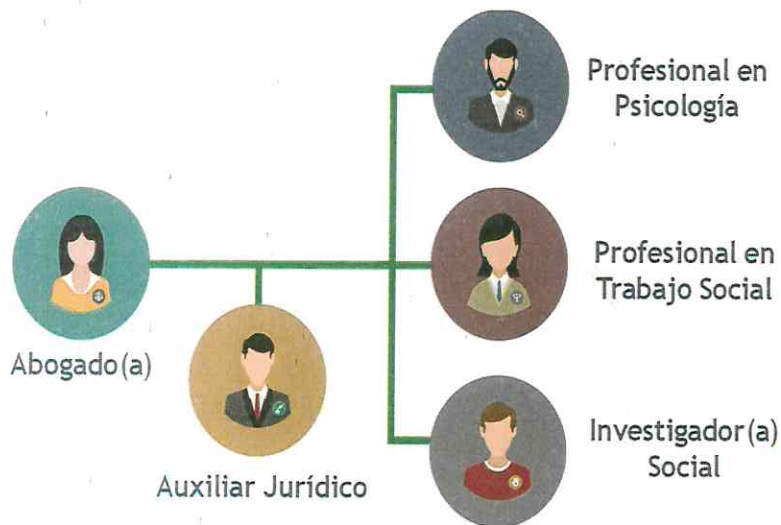 Profesional en
Psicología
Abogado(a)
Profesional en
Trabajo Social
Auxiliar Jurídico
Investigador(a)
Social